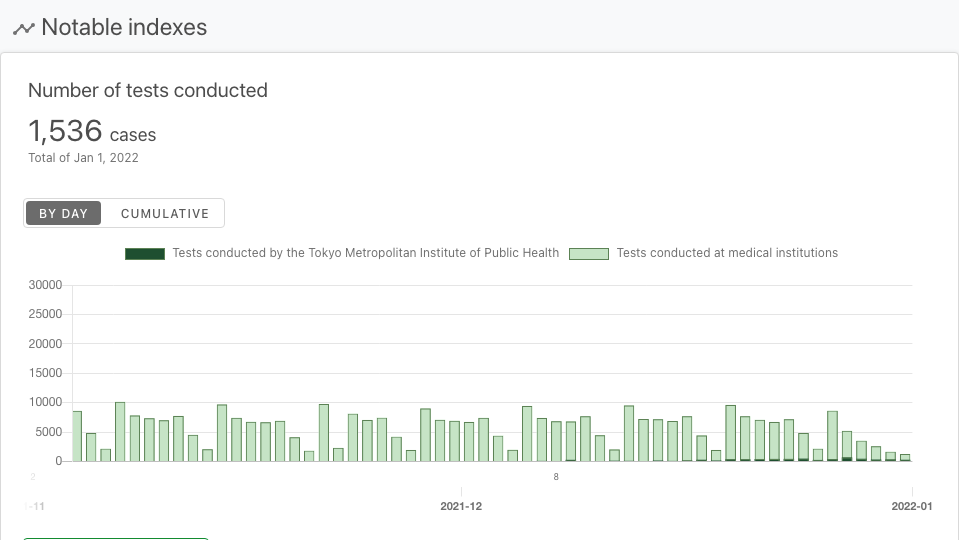 Notable indexes
Number of tests conducted
1,536 cases
Total of Jan 1, 2022
BY DAY CUMULATIVE
Tests conducted by the Tokyo Metropolitan Institute of Public Health Tests conducted at medical institutions
30000
25000
20000
15000
10000
5000
0
2 8
-11 2021-12 2022-01